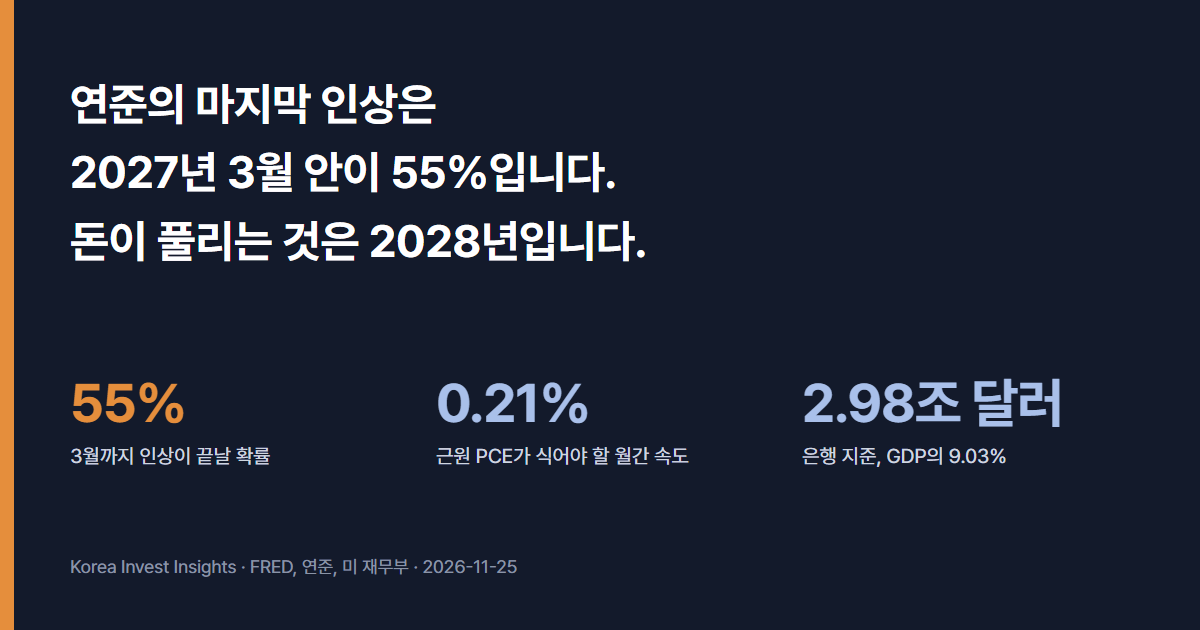 연준의 마지막 인상은
2027년 3월 안이 55%입니다.
돈이 풀리는 것은 2028년입니다.
55%
3월까지 인상이 끝날 확률
0.21%
근원 PCE가 식어야 할 월간 속도
2.98조 달러
은행 지준, GDP의 9.03%
Korea Invest Insights · FRED, 연준, 미 재무부 · 2026-11-25